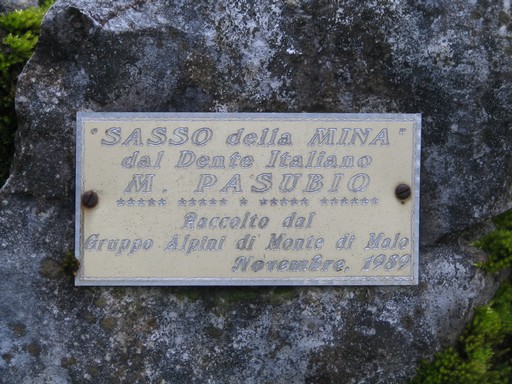 "SASSO della MINA"
dal Dente Italiano
M. PASUBIO
***** ***** * ***** ******
Raccolto dal
Gruppo Alpini di Monte di Malo
Novembre, 1989